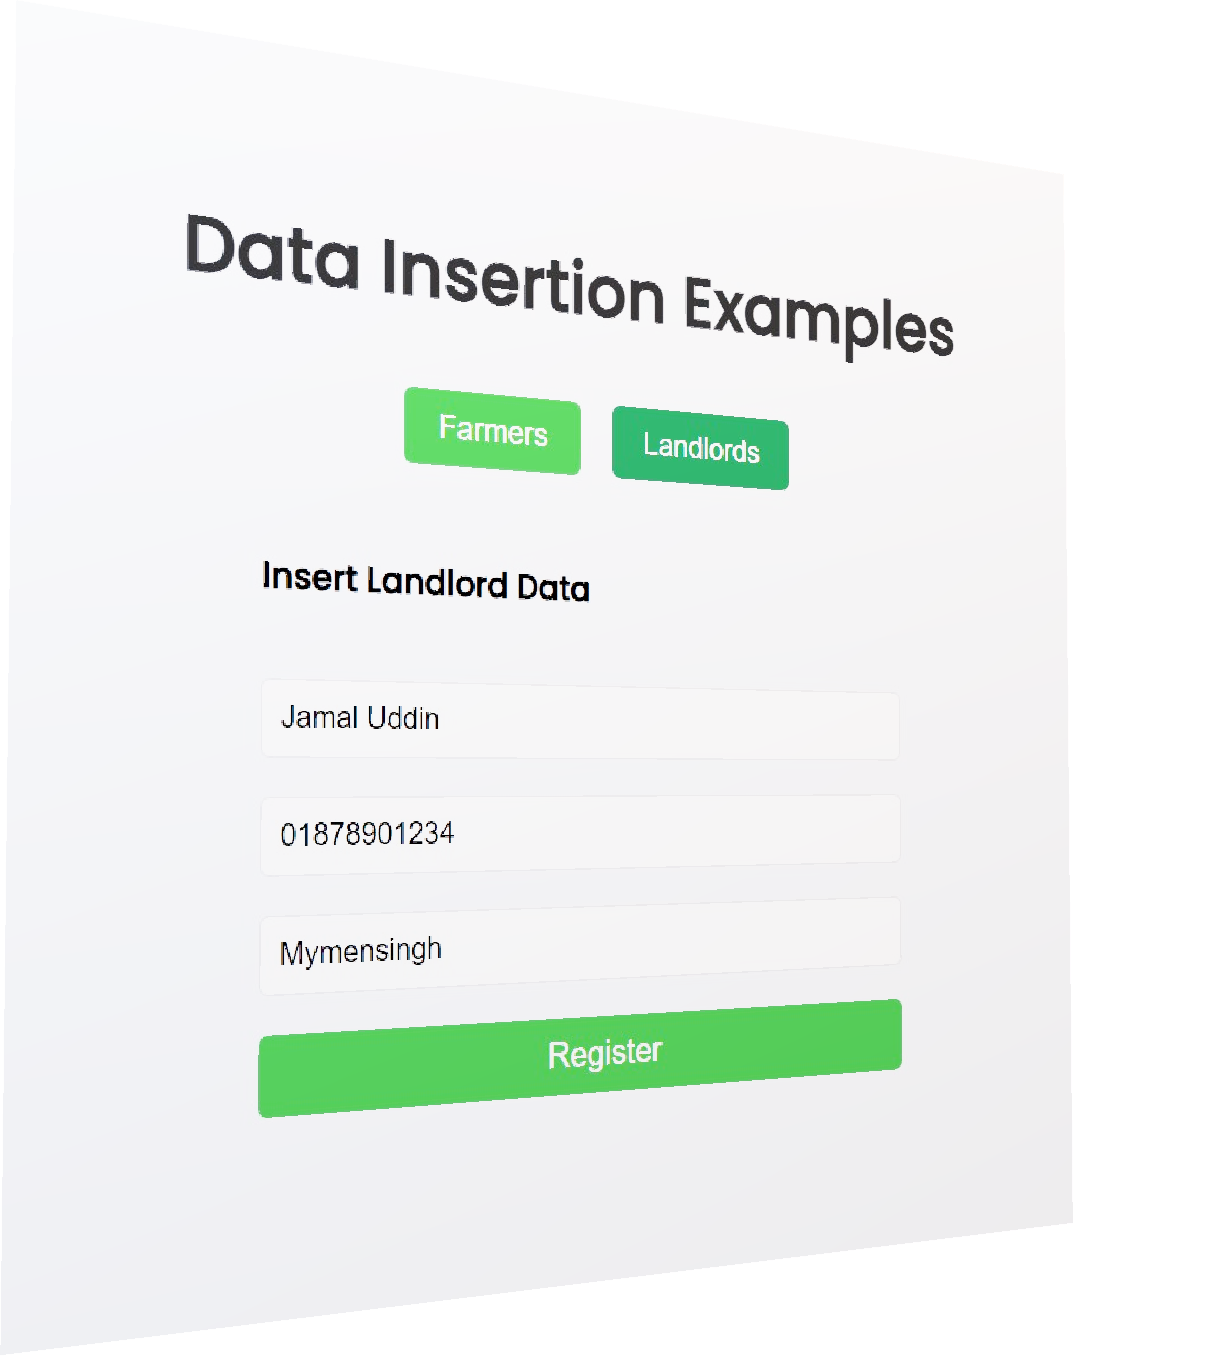 Data Insertion Examples
Farmers Landlords
Insert Landlord Data
Jamal Uddin
01878901234
Mymensingh
Register